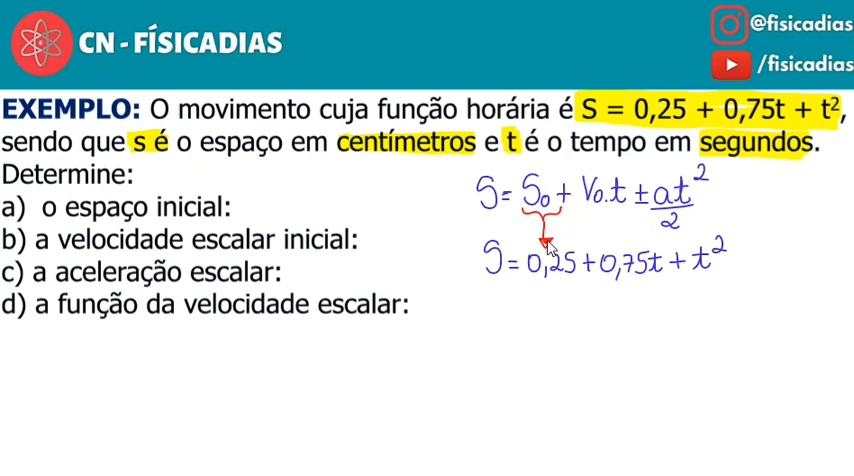 CN - FÍSICADIAS
@fisicadias
/fisicadias
EXEMPLO: O movimento cuja função horária é S = 0,25 + 0,75t + t²,
sendo que s é o espaço em centímetros e t é o tempo em segundos.
Determine:
a) o espaço inicial:
b) a velocidade escalar inicial:
c) a aceleração escalar:
d) a função da velocidade escalar:
S = S₀ + V₀.t ± at²/2
S = 0,25 + 0,75t + t²